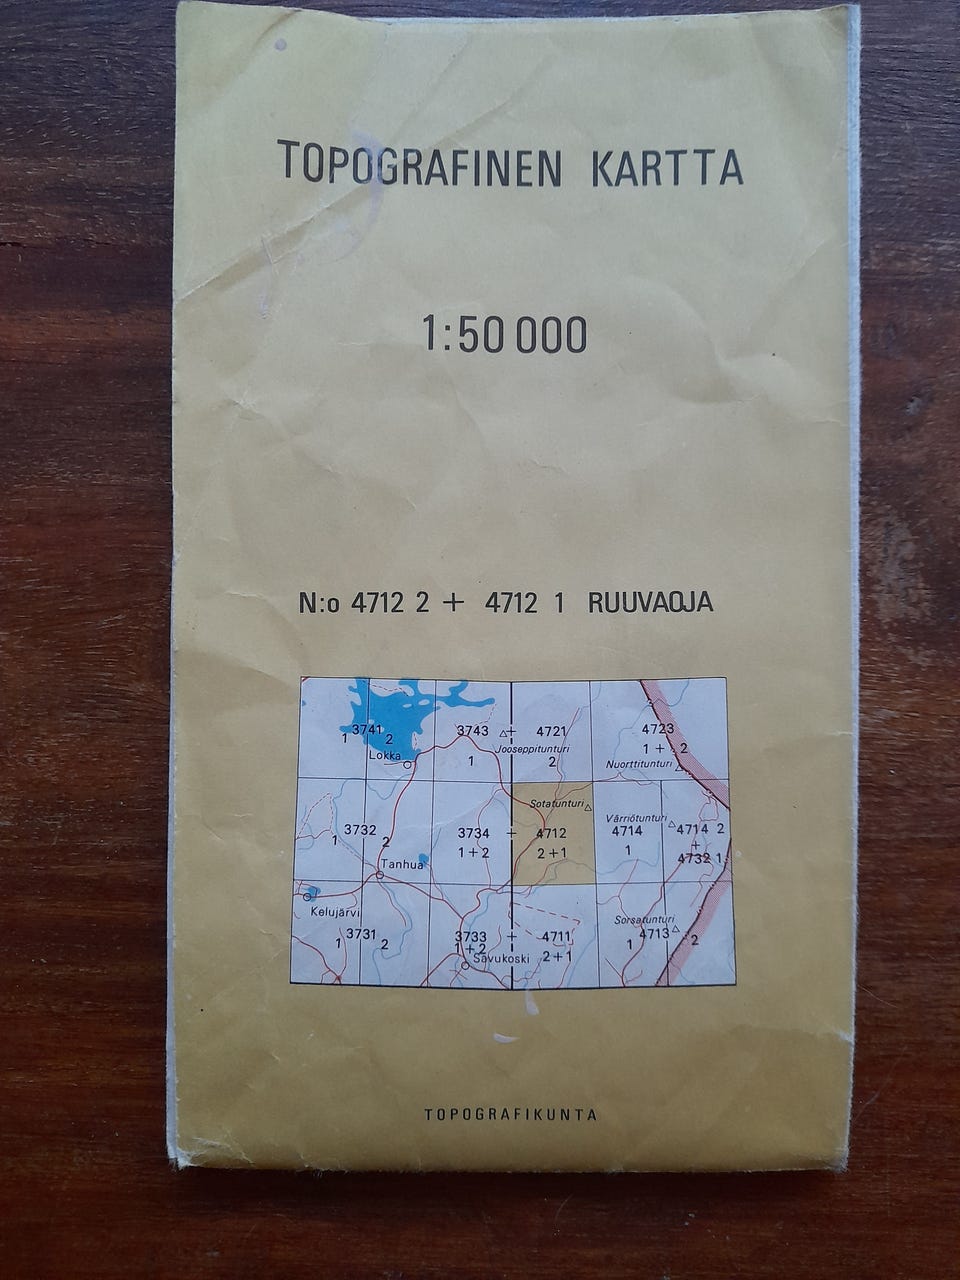 TOPOGRAFINEN KARTTA
1:50 000
N:o 4712 2 + 4712 1 RUUVAOJA
3741
1 2
Lokka
3743
1
4721
Jooseppitunturi
2
4723
1 + 2
Nuorttitunturi
3732
1 2
Tanhua
3734
1+2
Sotatunturi
4712
2+1
Värriötunturi
4714
1
4714 2
+
4732 1
Kelujärvi
3731
1 2
3733
1+2
Savukoski
4711
2+1
Sorsatunturi
4713
1 2
TOPOGRAFIKUNTA